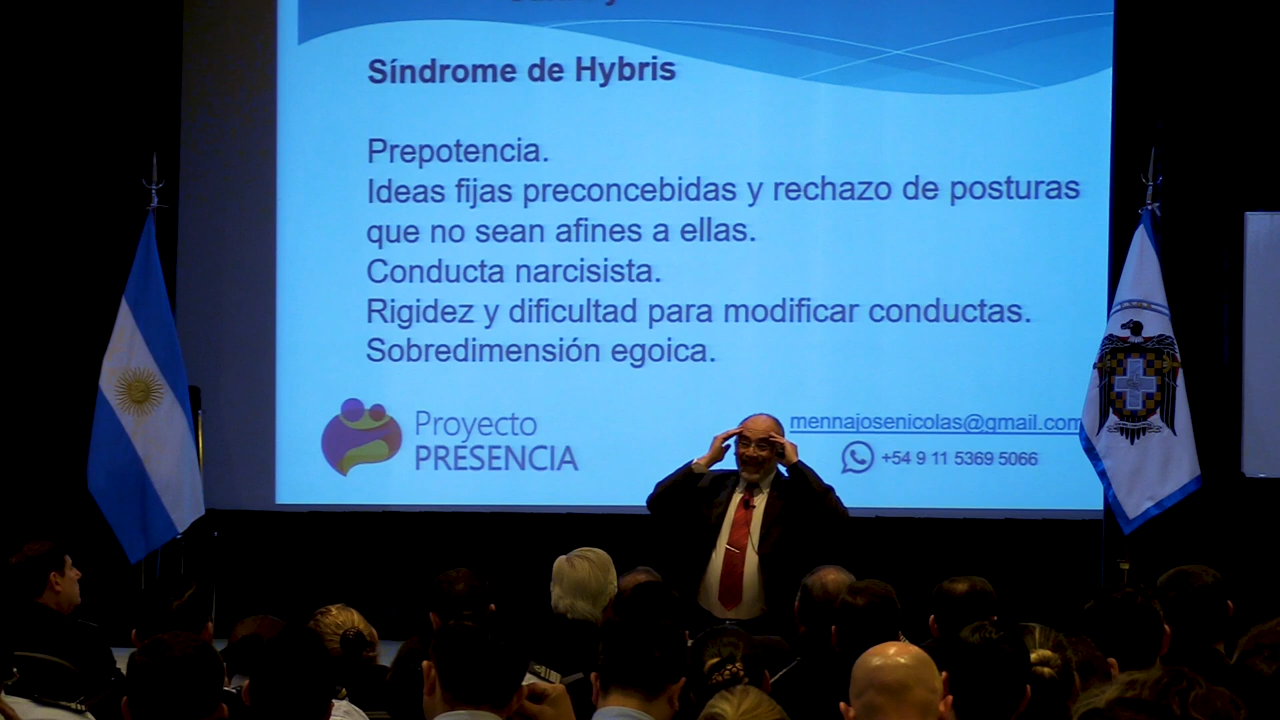 Síndrome de Hybris
Prepotencia.
Ideas fijas preconcebidas y rechazo de posturas
que no sean afines a ellas.
Conducta narcisista.
Rigidez y dificultad para modificar conductas.
Sobredimensión egoica.
Proyecto
PRESENCIA
mennajosenicolas@gmail.com
+54 9 11 5369 5066